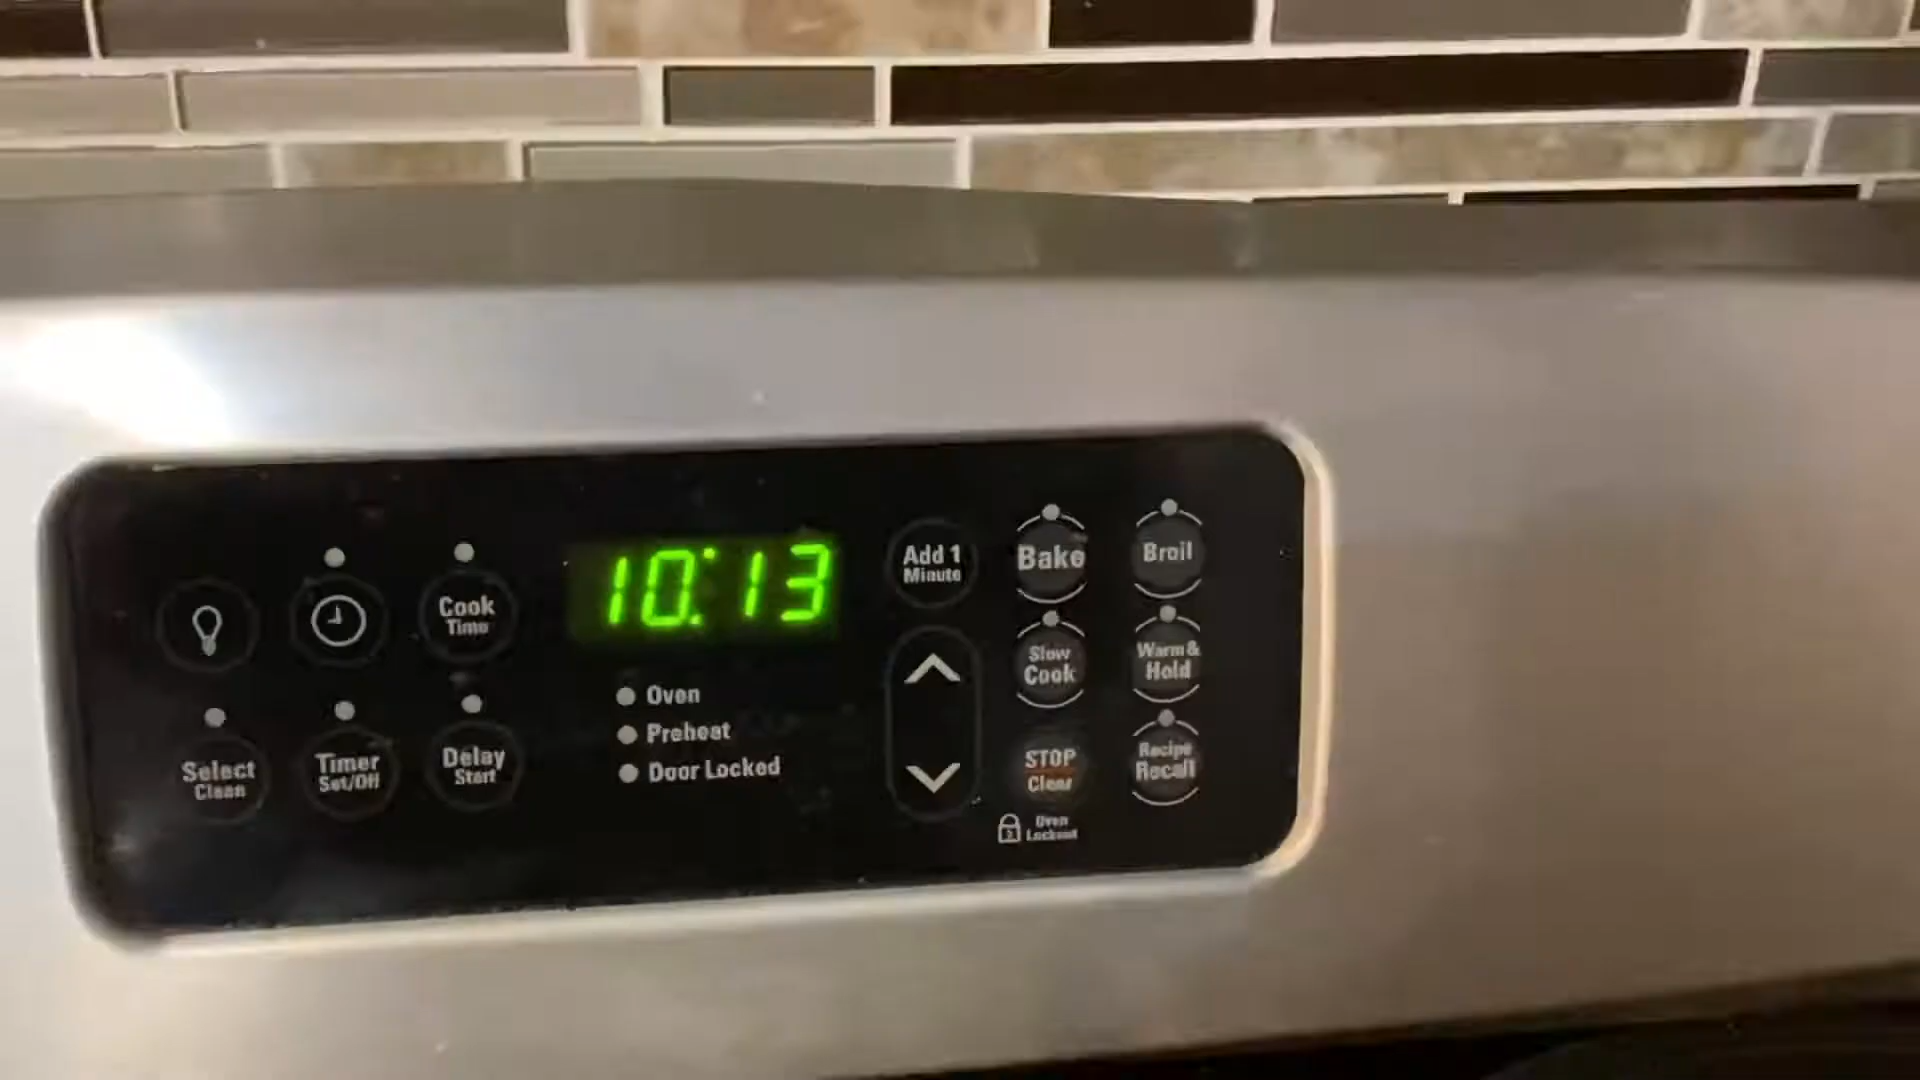 10:13
Add 1
Minute
Bake
Broil
Cook
Time
Slow
Cook
Warm &
Hold
Oven
Preheat
Door Locked
Select
Clean
Timer
Set/Off
Delay
Start
STOP
Clear
Recipe
Recall
Oven
Lockout